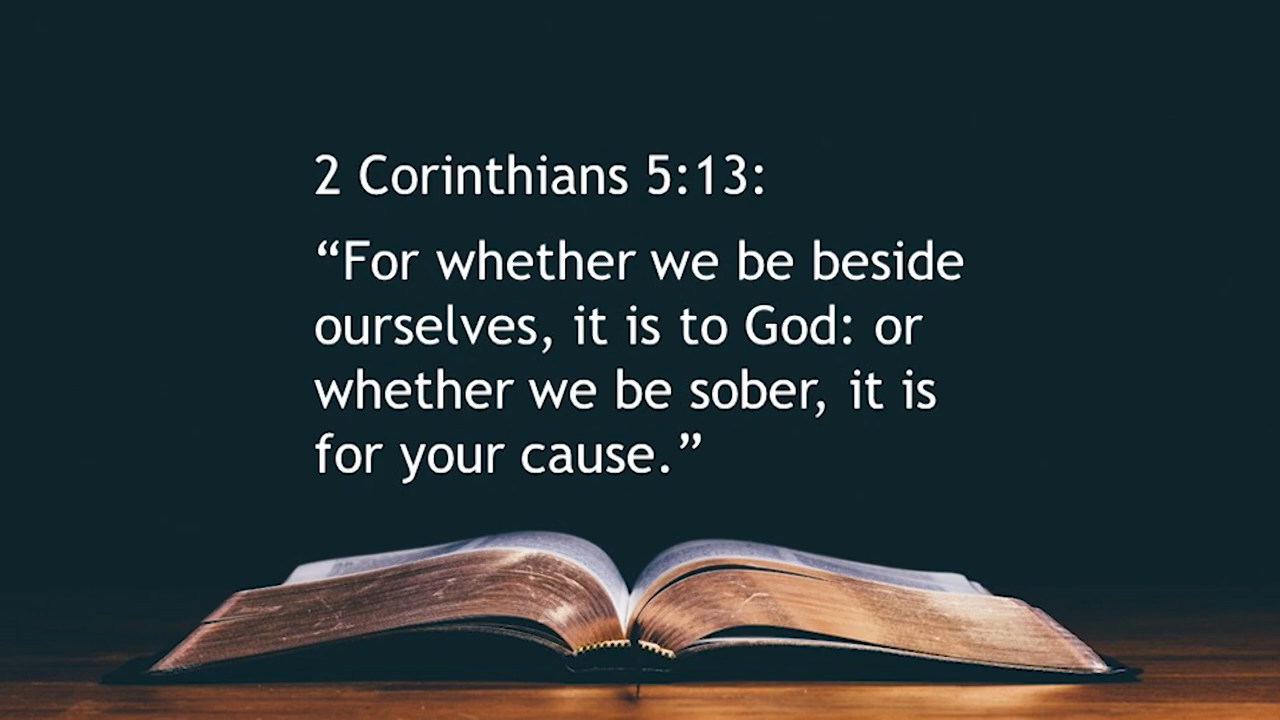 2 Corinthians 5:13:
“For whether we be beside
ourselves, it is to God: or
whether we be sober, it is
for your cause.”